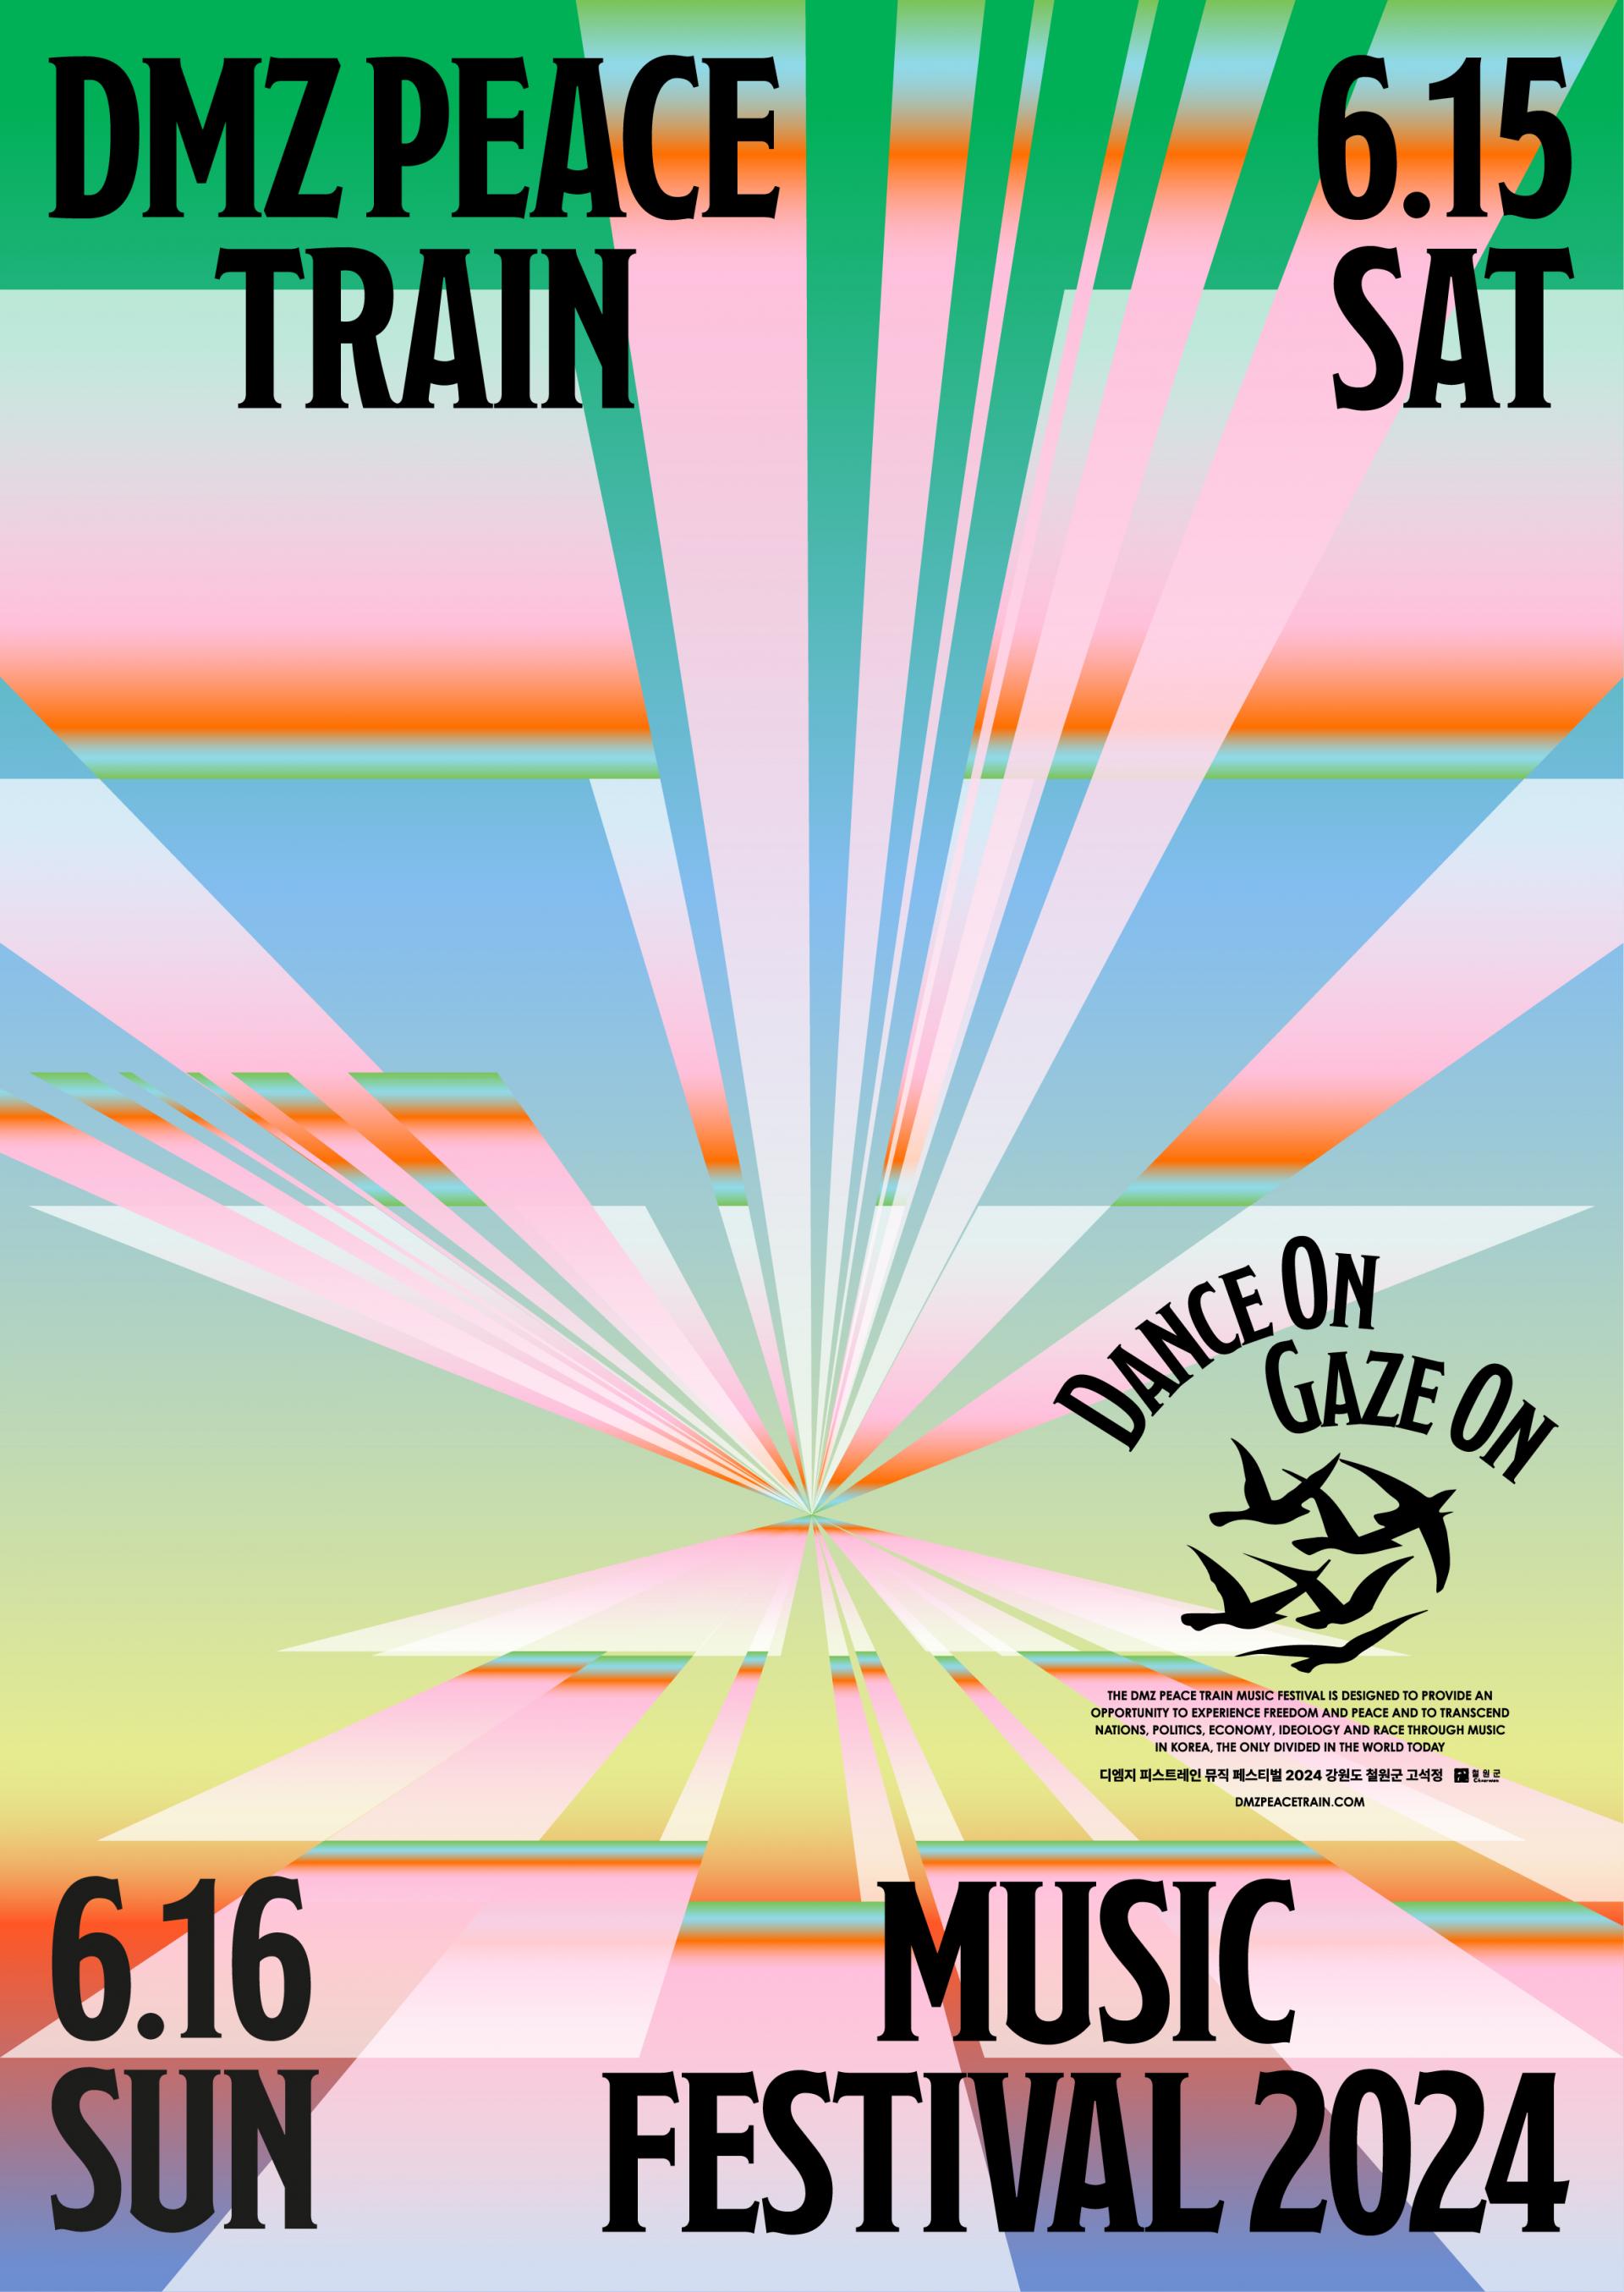 DMZ PEACE
TRAIN
6.15
SAT
DANCE ON
GAZE ON
THE DMZ PEACE TRAIN MUSIC FESTIVAL IS DESIGNED TO PROVIDE AN
OPPORTUNITY TO EXPERIENCE FREEDOM AND PEACE AND TO TRANSCEND
NATIONS, POLITICS, ECONOMY, IDEOLOGY AND RACE THROUGH MUSIC
IN KOREA, THE ONLY DIVIDED IN THE WORLD TODAY
디엠지 피스트레인 뮤직 페스티벌 2024 강원도 철원군 고석정 철원군
Cheorwon
DMZPEACETRAIN.COM
6.16
SUN
MUSIC
FESTIVAL 2024